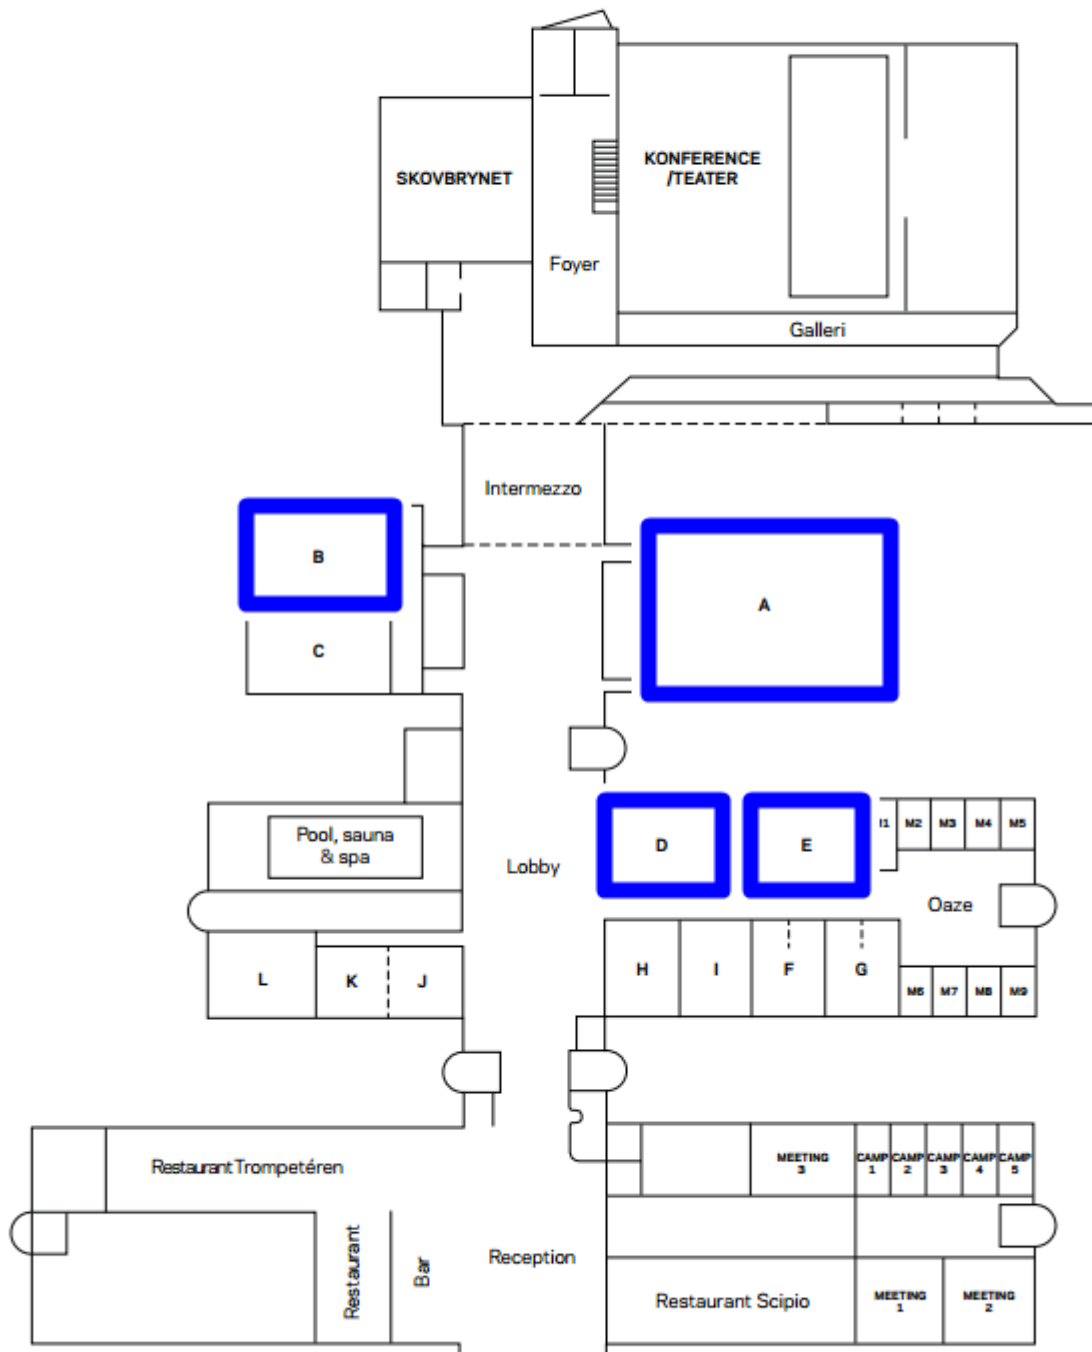 KONFERENCE
/TEATER
SKOVBRYNET
Foyer
Galleri
Intermezzo
B
A
C
Pool, sauna
& spa
Lobby
D
E
M2
M3
M4
M5
Oaze
L
K
J
H
I
F
G
M6
M7
M8
M9
Restaurant Trompetéren
MEETING
3
CAMP
1
CAMP
2
CAMP
3
CAMP
4
CAMP
5
Restaurant
Bar
Reception
Restaurant Scipio
MEETING
1
MEETING
2